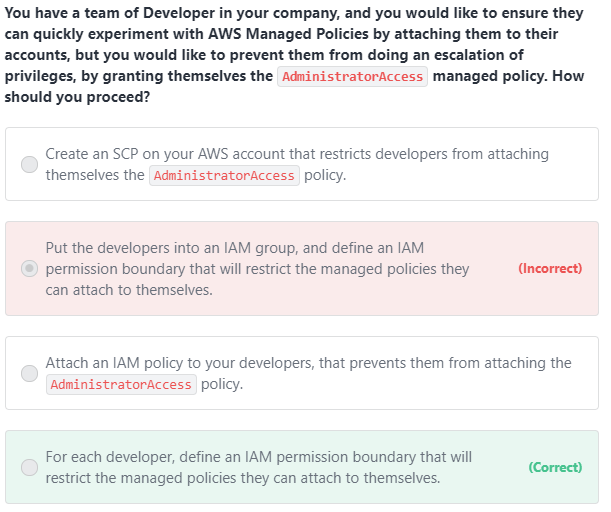 You have a team of Developer in your company, and you would like to ensure they
can quickly experiment with AWS Managed Policies by attaching them to their
accounts, but you would like to prevent them from doing an escalation of
privileges, by granting themselves the AdministratorAccess managed policy. How
should you proceed?
Create an SCP on your AWS account that restricts developers from attaching
themselves the AdministratorAccess policy.
Put the developers into an IAM group, and define an IAM
permission boundary that will restrict the managed policies they
can attach to themselves.
(Incorrect)
Attach an IAM policy to your developers, that prevents them from attaching the
AdministratorAccess policy.
For each developer, define an IAM permission boundary that will
restrict the managed policies they can attach to themselves.
(Correct)